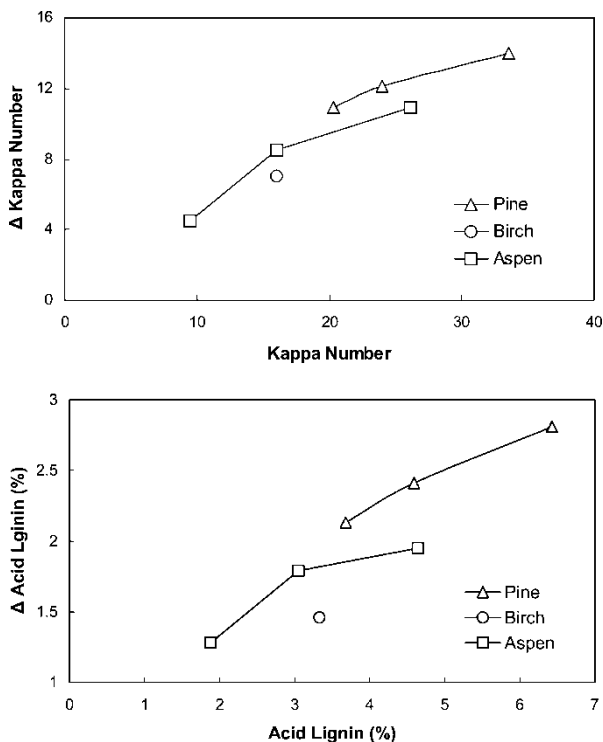 16
12
8
4
0
Δ Kappa Number
Pine
Birch
Aspen
0 10 20 30 40
Kappa Number
3
2.5
2
1.5
1
Δ Acid Lginin (%)
Pine
Birch
Aspen
0 1 2 3 4 5 6 7
Acid Lignin (%)